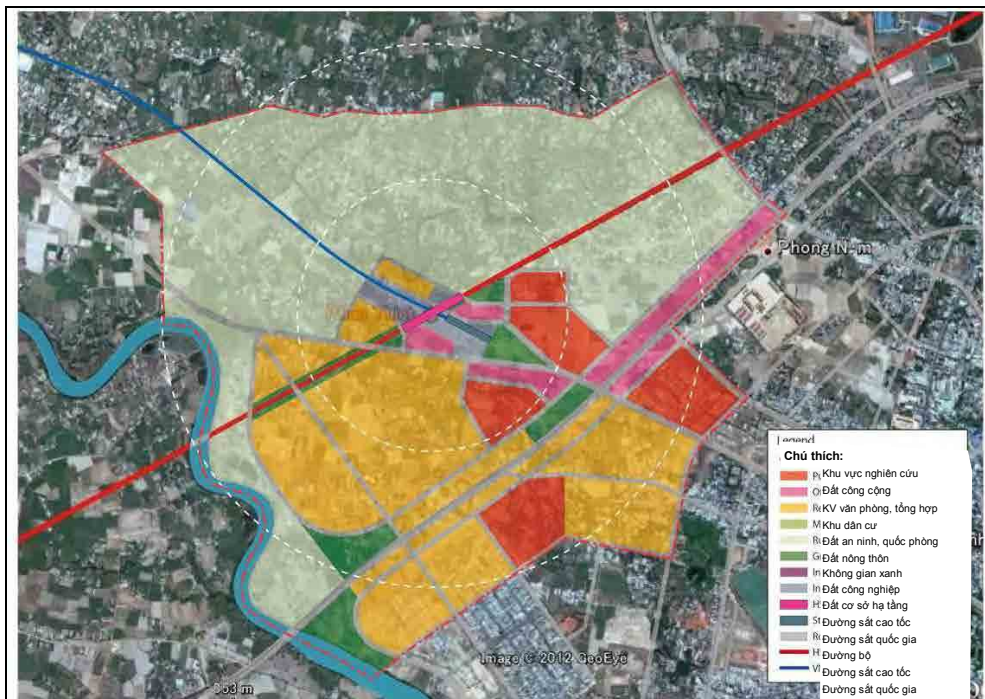 Phong N m
Legend
Chú thích:
Khu vực nghiên cứu
Đất công cộng
KV văn phòng, tổng hợp
Khu dân cư
Đất an ninh, quốc phòng
Đất nông thôn
Không gian xanh
Đất công nghiệp
Đất cơ sở hạ tầng
Đường sắt cao tốc
Đường sắt quốc gia
Đường bộ
Đường sắt cao tốc
Đường sắt quốc gia
Image © 2012 GeoEye
363 m